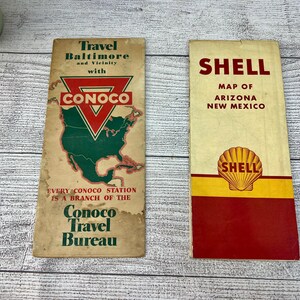 Travel
Baltimore
and Vicinity
with
CONOCO
EVERY CONOCO STATION
IS A BRANCH OF THE
Conoco
Travel
Bureau
SHELL
MAP OF
ARIZONA
NEW MEXICO
SHELL